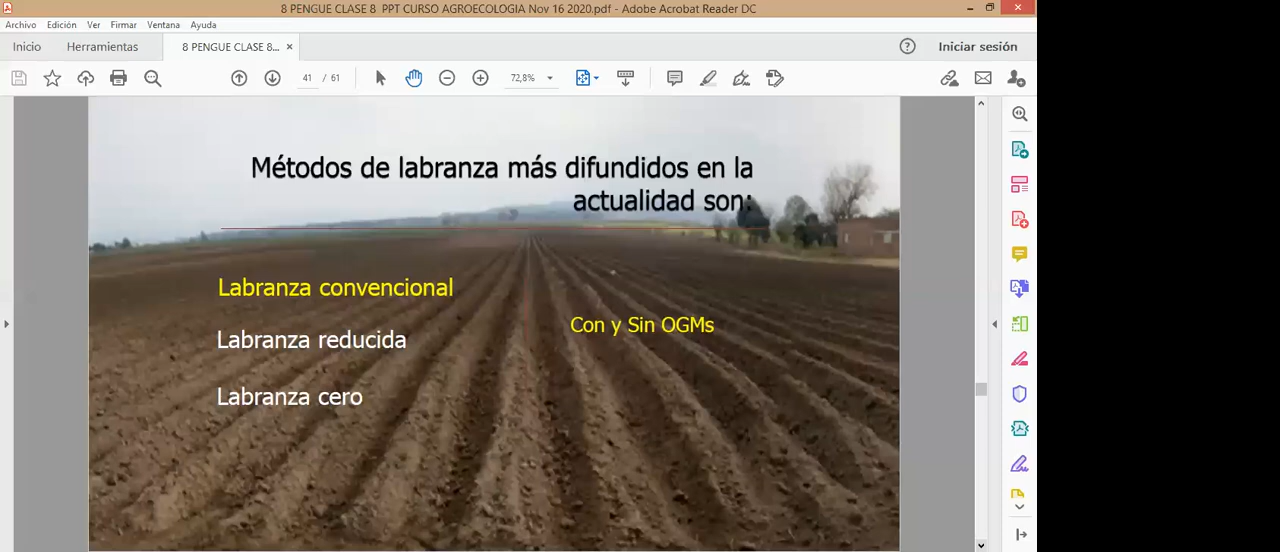 8 PENGUE CLASE 8 PPT CURSO AGROECOLOGIA Nov 16 2020.pdf - Adobe Acrobat Reader DC
Archivo Edición Ver Firmar Ventana Ayuda
Inicio Herramientas 8 PENGUE CLASE 8... × Iniciar sesión
41 / 61 72,8%
Métodos de labranza más difundidos en la
actualidad son:
Labranza convencional
Con y Sin OGMs
Labranza reducida
Labranza cero